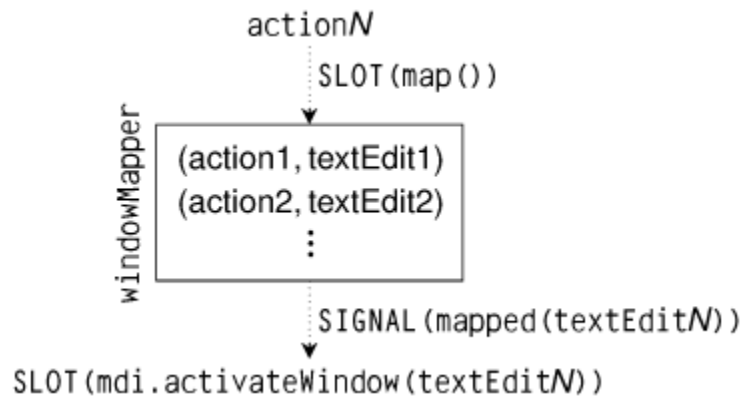 actionN
SLOT(map())
windowMapper
(action1, textEdit1)
(action2, textEdit2)
⋮
SIGNAL(mapped(textEditN))
SLOT(mdi.activateWindow(textEditN))